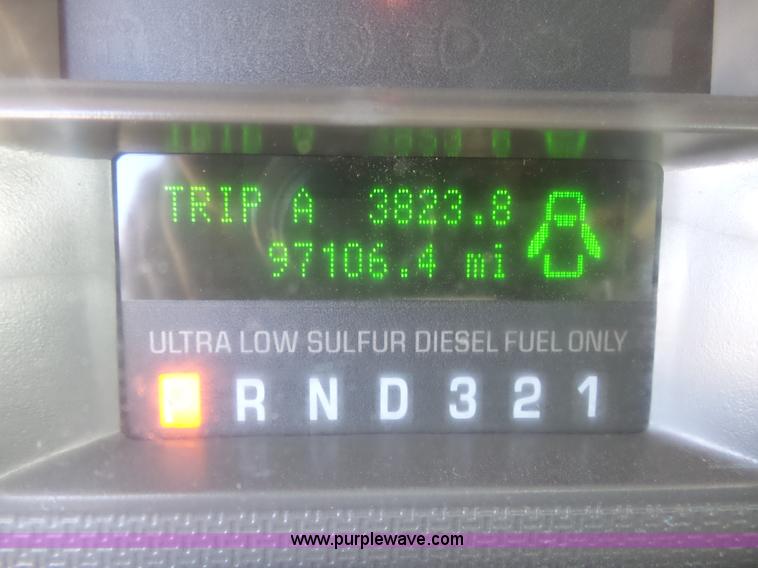 TRIP A 3823.8
97106.4 mi
ULTRA LOW SULFUR DIESEL FUEL ONLY
P R N D 3 2 1
www.purplewave.com